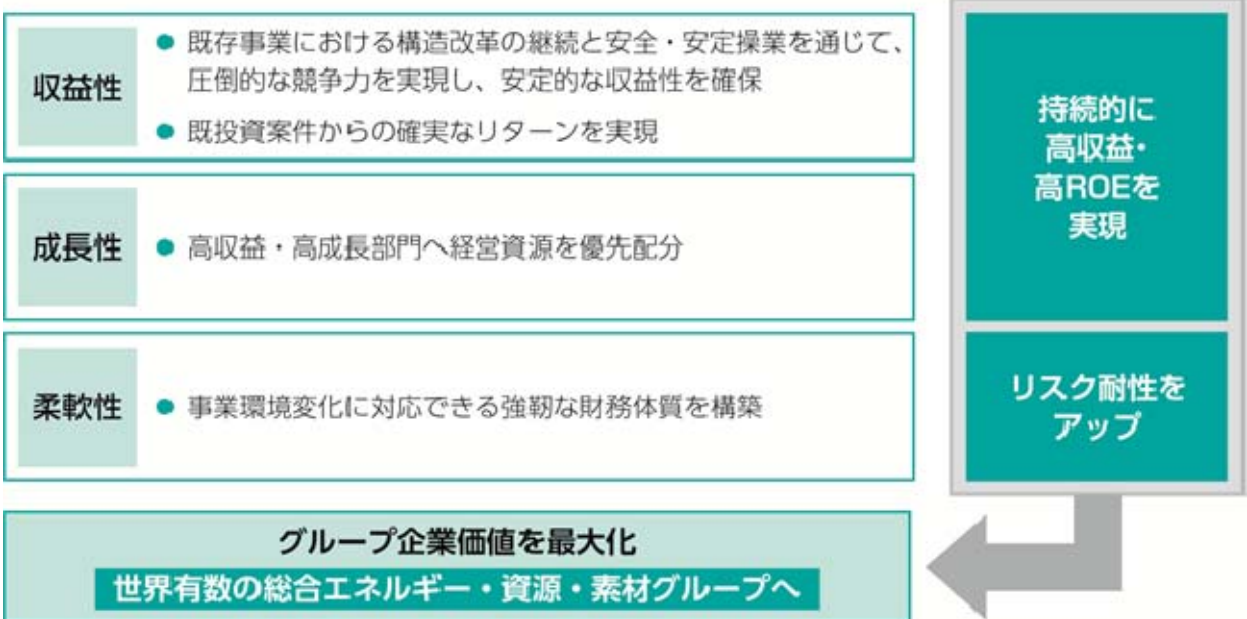 収益性
● 既存事業における構造改革の継続と安全・安定操業を通じて、
圧倒的な競争力を実現し、安定的な収益性を確保
● 既投資案件からの確実なリターンを実現
成長性
● 高収益・高成長部門へ経営資源を優先配分
柔軟性
● 事業環境変化に対応できる強靭な財務体質を構築
持続的に
高収益・
高ROEを
実現
リスク耐性を
アップ
グループ企業価値を最大化
世界有数の総合エネルギー・資源・素材グループへ